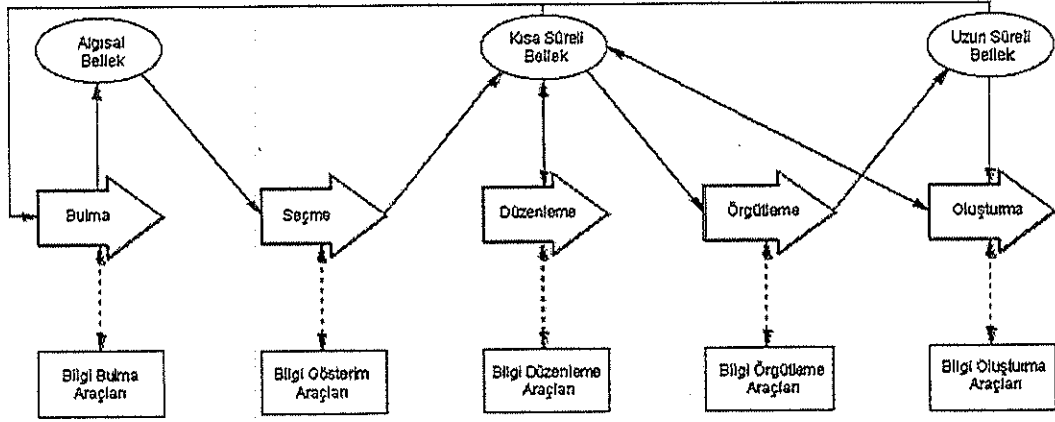 Algısal
Bellek
Kısa Süreli
Bellek
Uzun Süreli
Bellek
Bulma
Seçme
Düzenleme
Örgütleme
Oluşturma
Bilgi Bulma
Araçları
Bilgi Gösterim
Araçları
Bilgi Düzenleme
Araçları
Bilgi Örgütleme
Araçları
Bilgi Oluşturma
Araçları